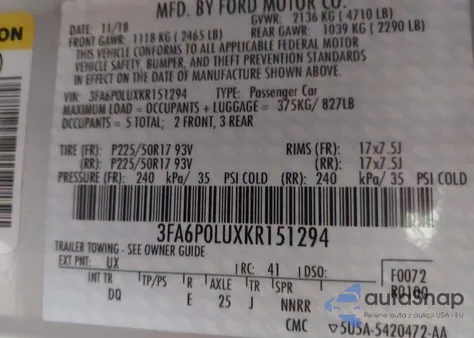 MFD. BY FORD MOTOR CO.
DATE: 11/18 GVWR: 2136 KG (4710 LB)
FRONT GAWR: 1118 KG (2465 LB) REAR GAWR: 1039 KG (2290 LB)
THIS VEHICLE CONFORMS TO ALL APPLICABLE FEDERAL MOTOR
VEHICLE SAFETY, BUMPER, AND THEFT PREVENTION STANDARDS
IN EFFECT ON THE DATE OF MANUFACTURE SHOWN ABOVE.
VIN: 3FA6P0LUXKR151294 TYPE: Passenger Car
MAXIMUM LOAD = OCCUPANTS + LUGGAGE = 375KG/ 827LB
OCCUPANTS = 5 TOTAL; 2 FRONT, 3 REAR
TIRE (FR): P225/50R17 93V RIMS (FR): 17x7.5J
(RR): P225/50R17 93V (RR): 17x7.5J
PRESSURE (FR): 240 kPa/ 35 PSI COLD (RR): 240 kPa/ 35 PSI COLD
3FA6P0LUXKR151294
TRAILER TOWING - SEE OWNER GUIDE
EXT PNT: UX RC: 41 DSO: F0072
INT TR TP/PS R AXLE TR SPR R0100
DQ E 25 J NNRR
CMC ▽5U5A-5420472-AA
autoShap
Pewne auta z aukcji USA - EU